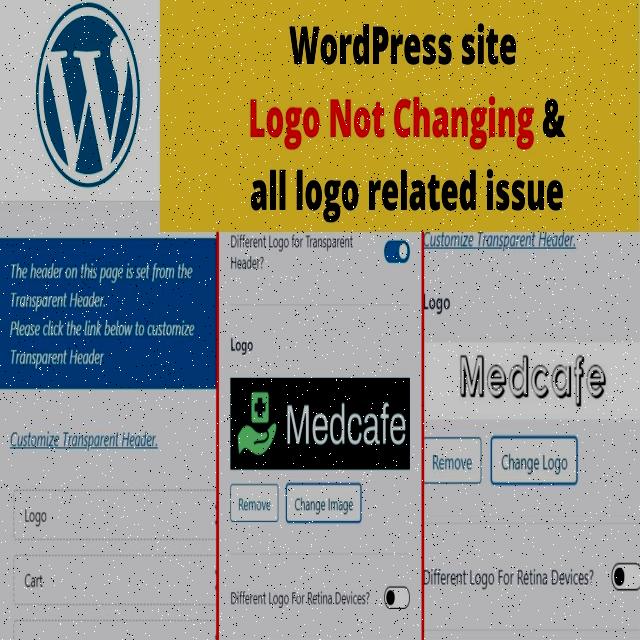 WordPress site
Logo Not Changing &
all logo related issue
The header on this page is set from the
Transparent Header.
Please click the link below to customize
Transparent Header
Customize Transparent Header.
Logo
Cart
Different Logo for Transparent
Header?
Logo
Medcafe
Remove
Change Image
Different Logo For Retina Devices?
Customize Transparent Header.
Logo
Medcafe
Remove
Change Logo
Different Logo For Retina Devices?